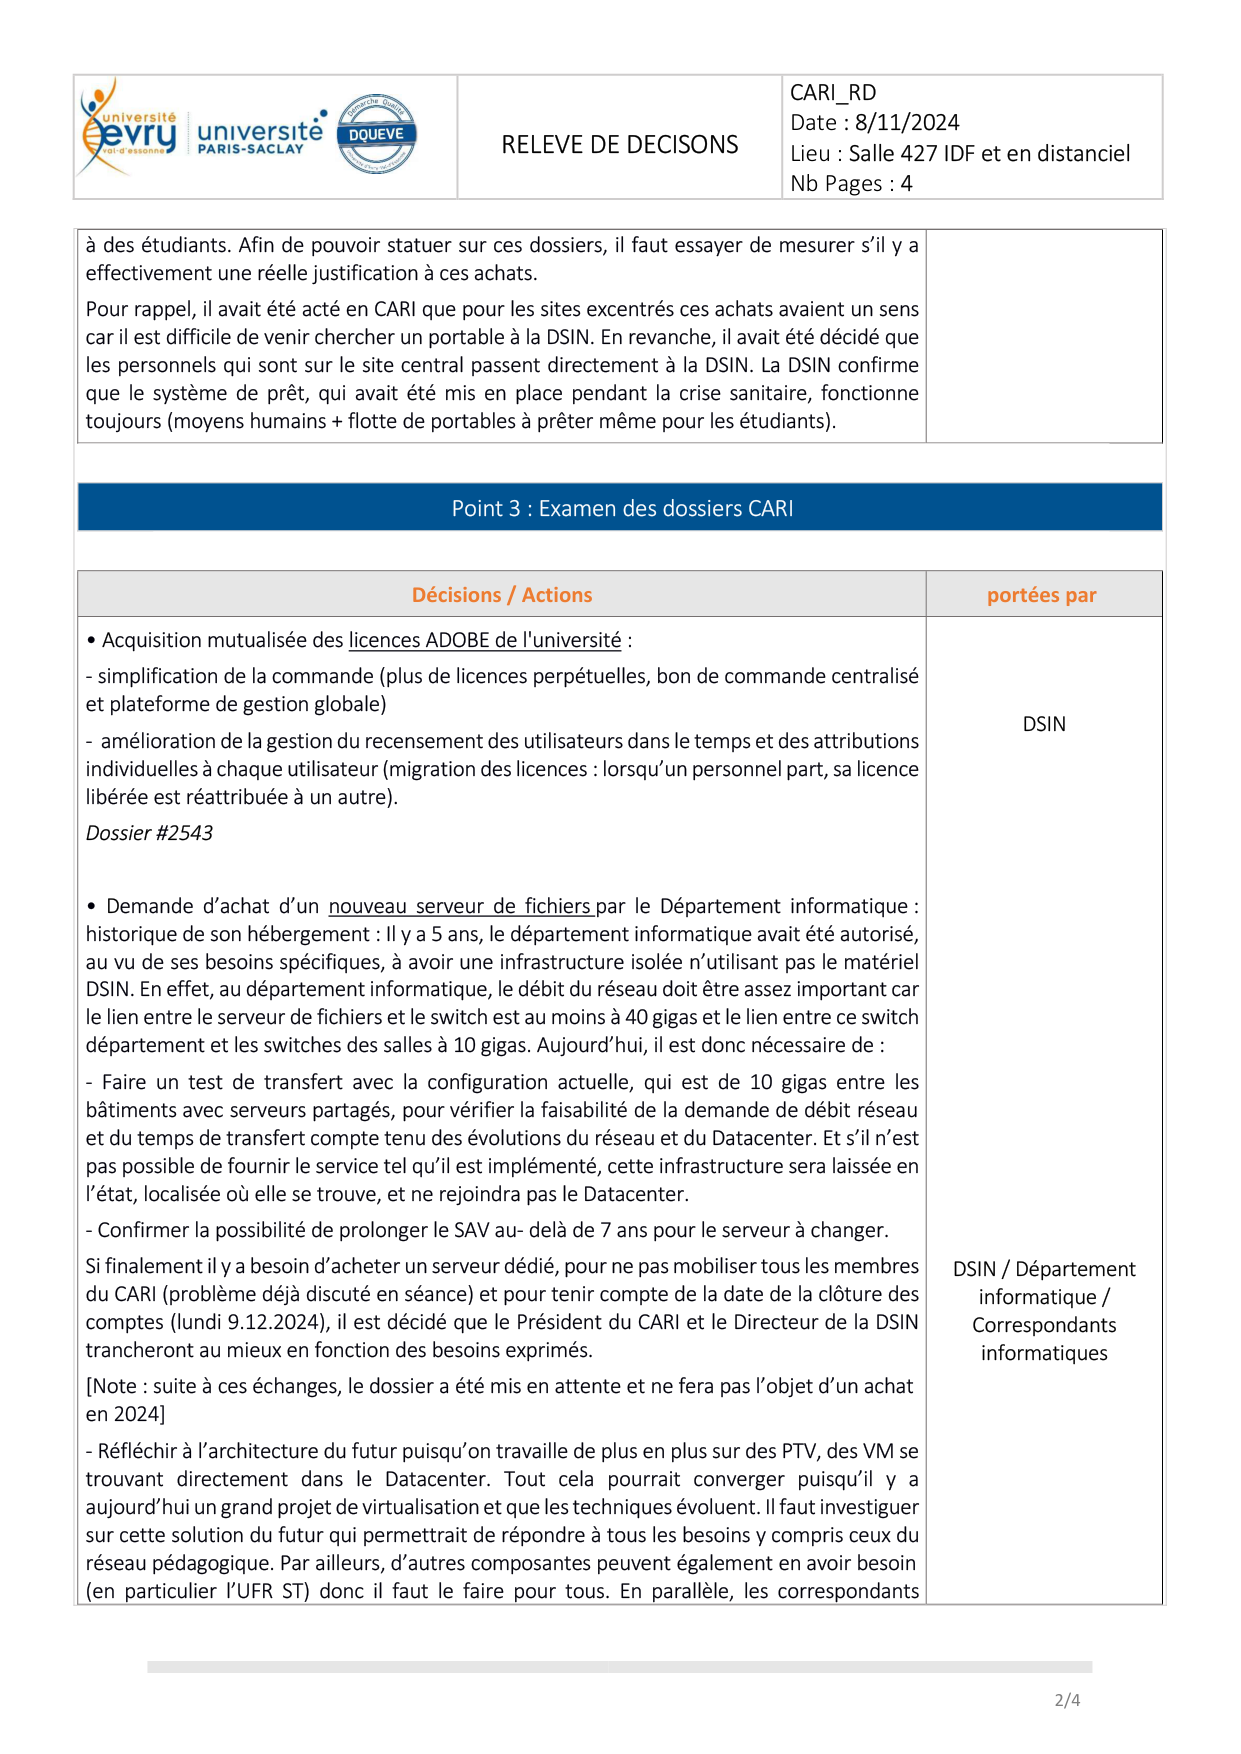 université
evry
val-d'essonne
université
PARIS-SACLAY
Démarche Qualité
DQUEVE
RELEVE DE DECISONS
CARI_RD
Date : 8/11/2024
Lieu : Salle 427 IDF et en distanciel
Nb Pages : 4
à des étudiants. Afin de pouvoir statuer sur ces dossiers, il faut essayer de mesurer s’il y a
effectivement une réelle justification à ces achats.
Pour rappel, il avait été acté en CARI que pour les sites excentrés ces achats avaient un sens
car il est difficile de venir chercher un portable à la DSIN. En revanche, il avait été décidé que
les personnels qui sont sur le site central passent directement à la DSIN. La DSIN confirme
que le système de prêt, qui avait été mis en place pendant la crise sanitaire, fonctionne
toujours (moyens humains + flotte de portables à prêter même pour les étudiants).
Point 3 : Examen des dossiers CARI
Décisions / Actions
portées par
• Acquisition mutualisée des licences ADOBE de l'université :
- simplification de la commande (plus de licences perpétuelles, bon de commande centralisé
et plateforme de gestion globale)
- amélioration de la gestion du recensement des utilisateurs dans le temps et des attributions
individuelles à chaque utilisateur (migration des licences : lorsqu’un personnel part, sa licence
libérée est réattribuée à un autre).
Dossier #2543
DSIN
• Demande d’achat d’un nouveau serveur de fichiers par le Département informatique :
historique de son hébergement : Il y a 5 ans, le département informatique avait été autorisé,
au vu de ses besoins spécifiques, à avoir une infrastructure isolée n’utilisant pas le matériel
DSIN. En effet, au département informatique, le débit du réseau doit être assez important car
le lien entre le serveur de fichiers et le switch est au moins à 40 gigas et le lien entre ce switch
département et les switches des salles à 10 gigas. Aujourd’hui, il est donc nécessaire de :
- Faire un test de transfert avec la configuration actuelle, qui est de 10 gigas entre les
bâtiments avec serveurs partagés, pour vérifier la faisabilité de la demande de débit réseau
et du temps de transfert compte tenu des évolutions du réseau et du Datacenter. Et s’il n’est
pas possible de fournir le service tel qu’il est implémenté, cette infrastructure sera laissée en
l’état, localisée où elle se trouve, et ne rejoindra pas le Datacenter.
- Confirmer la possibilité de prolonger le SAV au- delà de 7 ans pour le serveur à changer.
Si finalement il y a besoin d’acheter un serveur dédié, pour ne pas mobiliser tous les membres
du CARI (problème déjà discuté en séance) et pour tenir compte de la date de la clôture des
comptes (lundi 9.12.2024), il est décidé que le Président du CARI et le Directeur de la DSIN
trancheront au mieux en fonction des besoins exprimés.
[Note : suite à ces échanges, le dossier a été mis en attente et ne fera pas l’objet d’un achat
en 2024]
- Réfléchir à l’architecture du futur puisqu’on travaille de plus en plus sur des PTV, des VM se
trouvant directement dans le Datacenter. Tout cela pourrait converger puisqu’il y a
aujourd’hui un grand projet de virtualisation et que les techniques évoluent. Il faut investiguer
sur cette solution du futur qui permettrait de répondre à tous les besoins y compris ceux du
réseau pédagogique. Par ailleurs, d’autres composantes peuvent également en avoir besoin
(en particulier l’UFR ST) donc il faut le faire pour tous. En parallèle, les correspondants
DSIN / Département
informatique /
Correspondants
informatiques
2/4